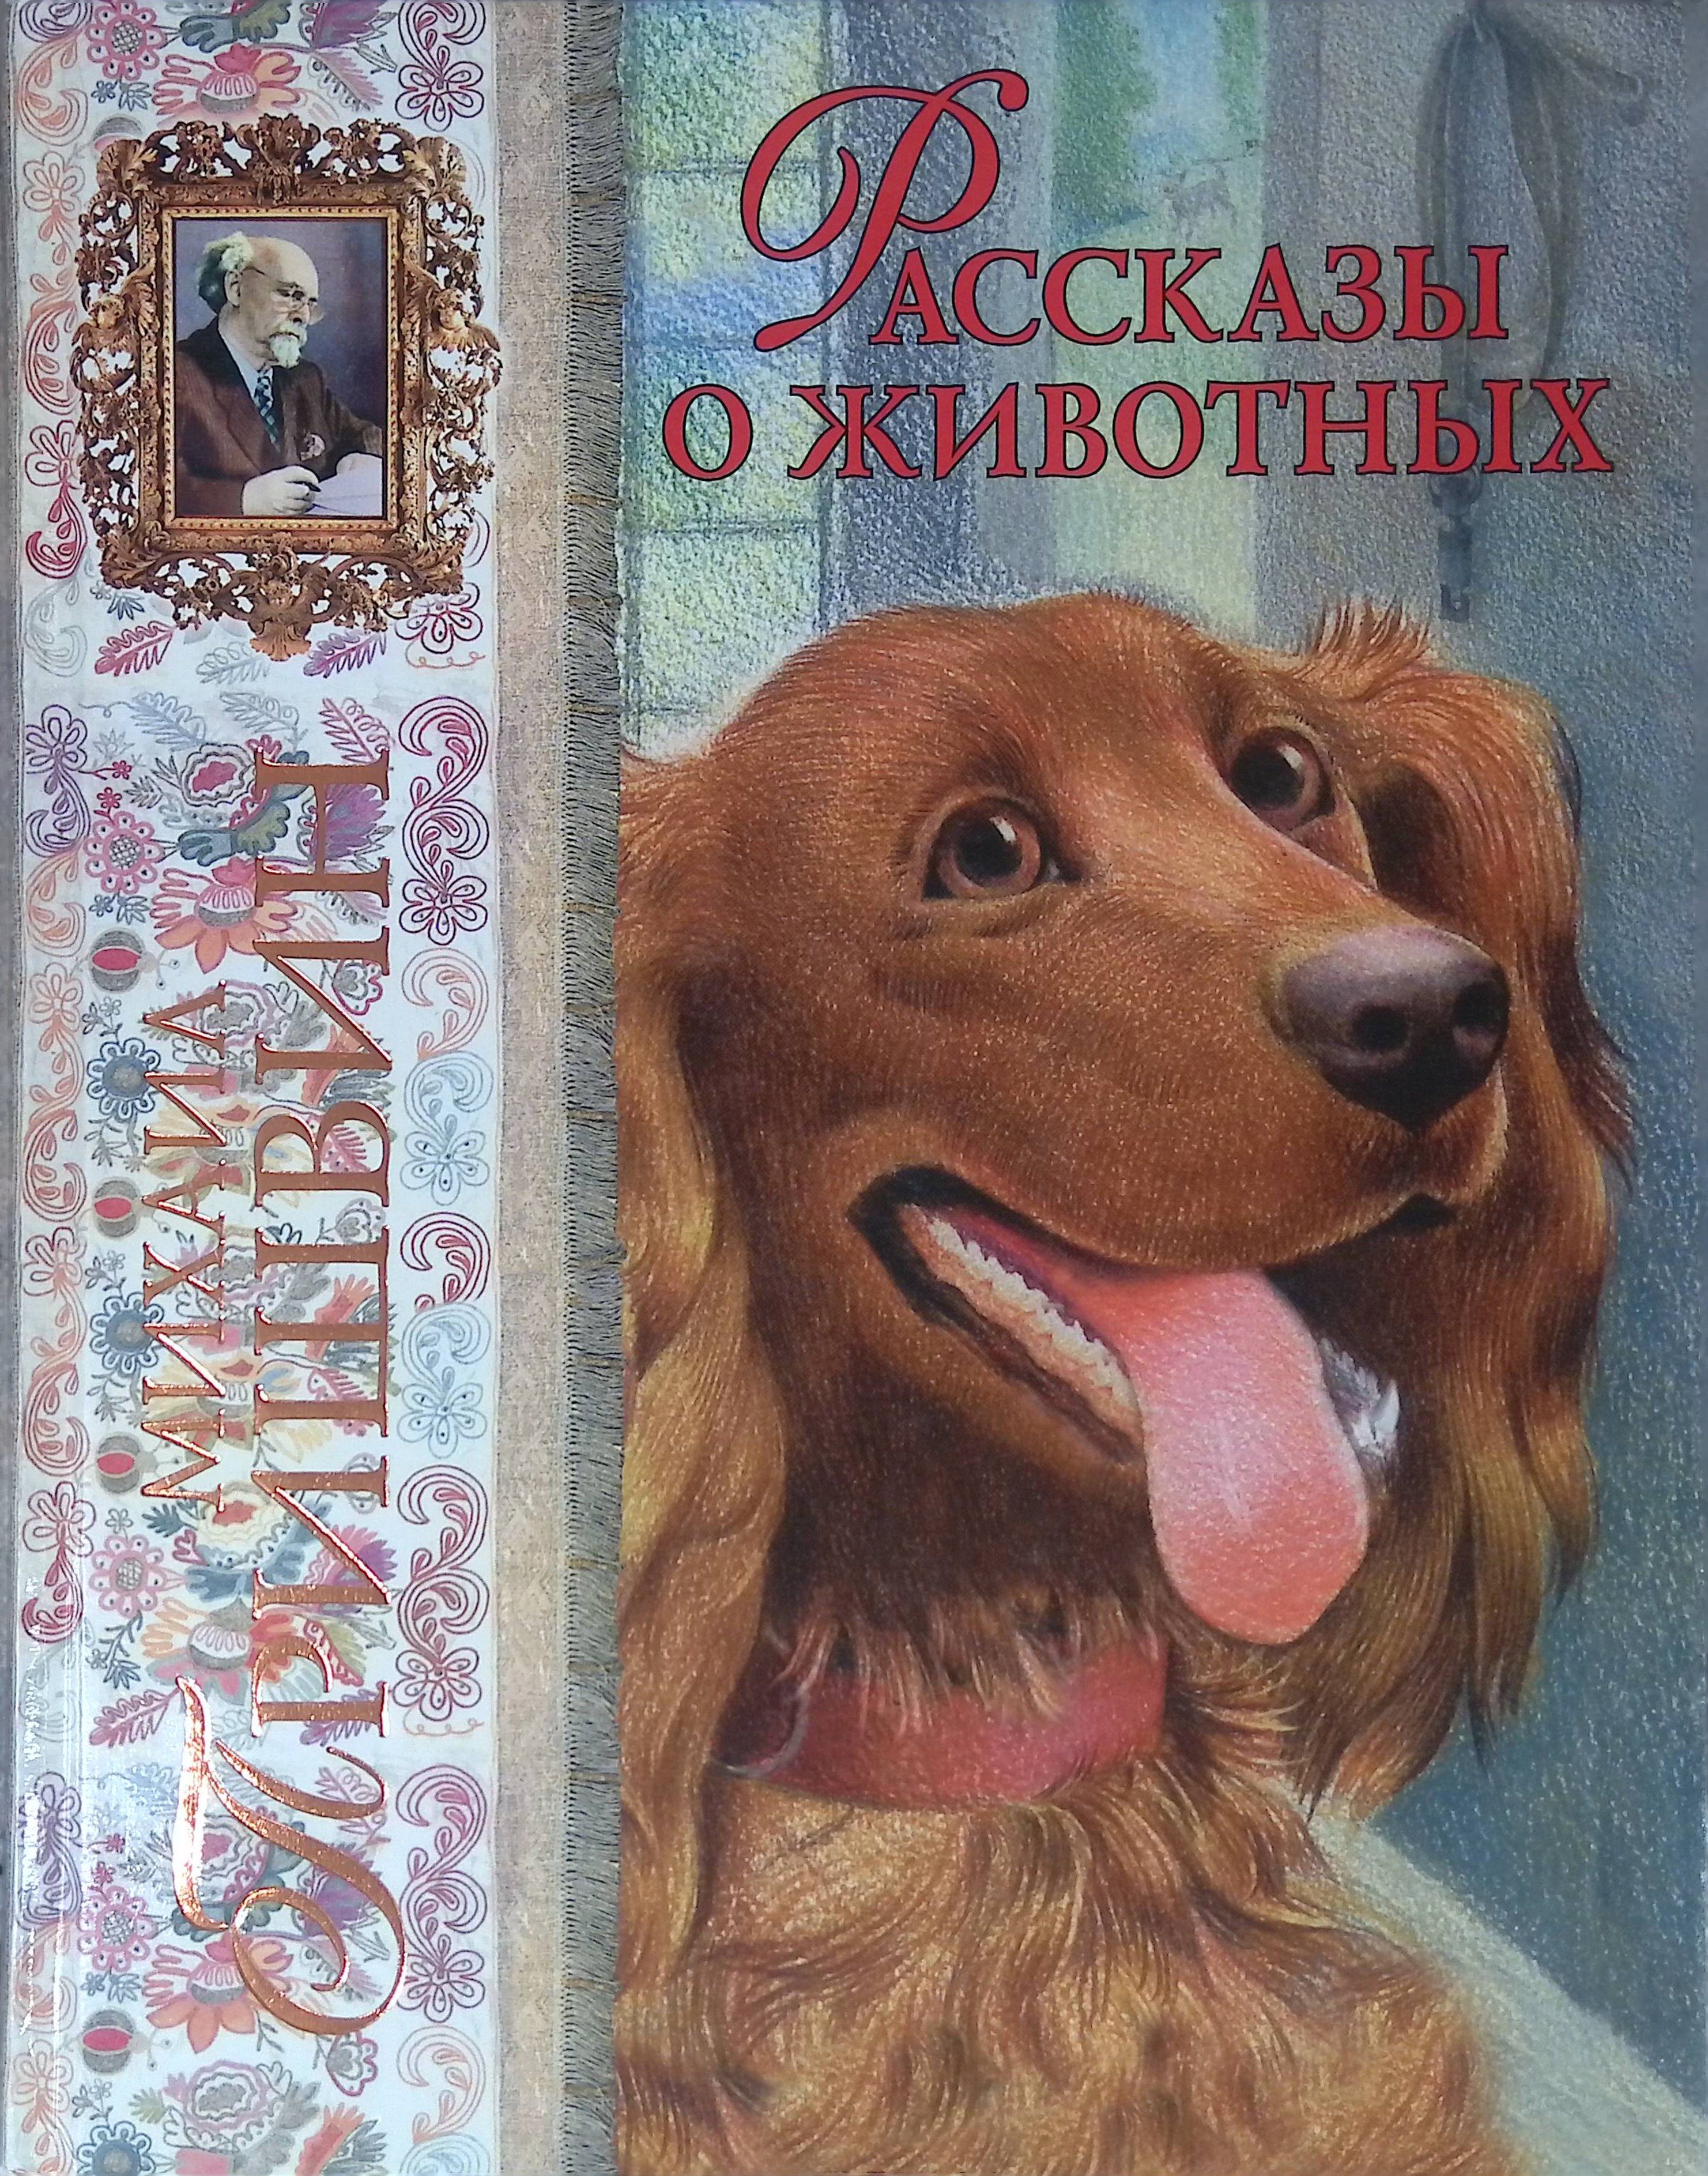 Михаил
Пришвин
Рассказы
о животных